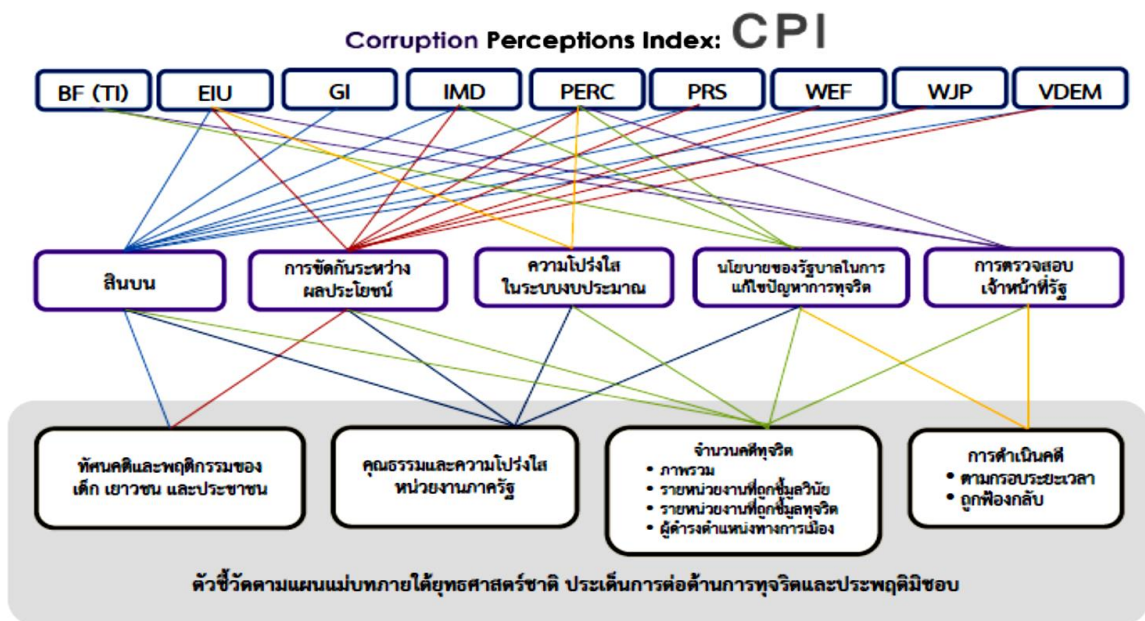 Corruption Perceptions Index: CPI
BF (TI)
EIU
GI
IMD
PERC
PRS
WEF
WJP
VDEM
สินบน
การขัดกันระหว่าง
ผลประโยชน์
ความโปร่งใส
ในระบบงบประมาณ
นโยบายของรัฐบาลในการ
แก้ไขปัญหาการทุจริต
การตรวจสอบ
เจ้าหน้าที่รัฐ
ทัศนคติและพฤติกรรมของ
เด็ก เยาวชน และประชาชน
คุณธรรมและความโปร่งใส
หน่วยงานภาครัฐ
จำนวนคดีทุจริต
• ภาพรวม
• รายหน่วยงานที่ถูกชี้มูลวินัย
• รายหน่วยงานที่ถูกชี้มูลทุจริต
• ผู้ดำรงตำแหน่งทางการเมือง
การดำเนินคดี
• ตามกรอบระยะเวลา
• ถูกฟ้องกลับ
ตัวชี้วัดตามแผนแม่บทภายใต้ยุทธศาสตร์ชาติ ประเด็นการต่อต้านการทุจริตและประพฤติมิชอบ